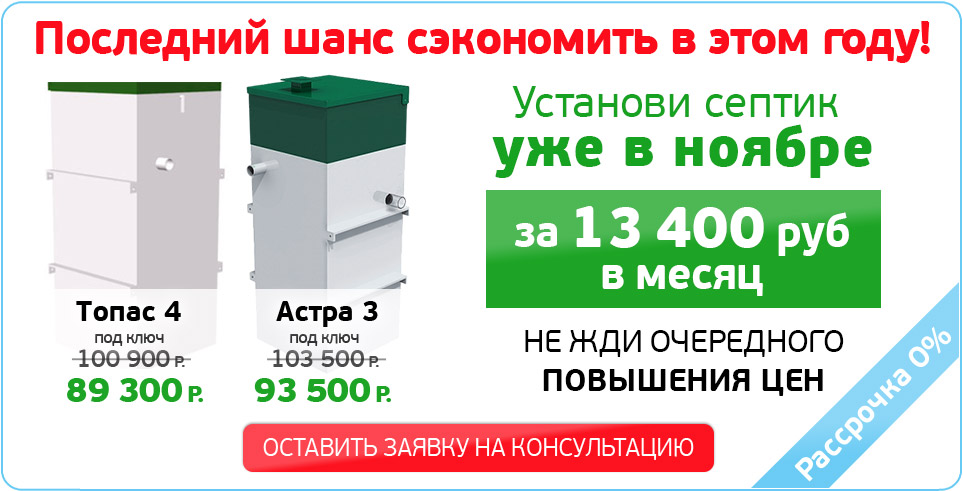 Последний шанс сэкономить в этом году!
Установи септик
уже в ноябре
за 13 400 руб
в месяц
Топас 4
под ключ
100 900 Р.
89 300 Р.
Астра 3
под ключ
103 500 Р.
93 500 Р.
НЕ ЖДИ ОЧЕРЕДНОГО
ПОВЫШЕНИЯ ЦЕН
Рассрочка 0%
ОСТАВИТЬ ЗАЯВКУ НА КОНСУЛЬТАЦИЮ